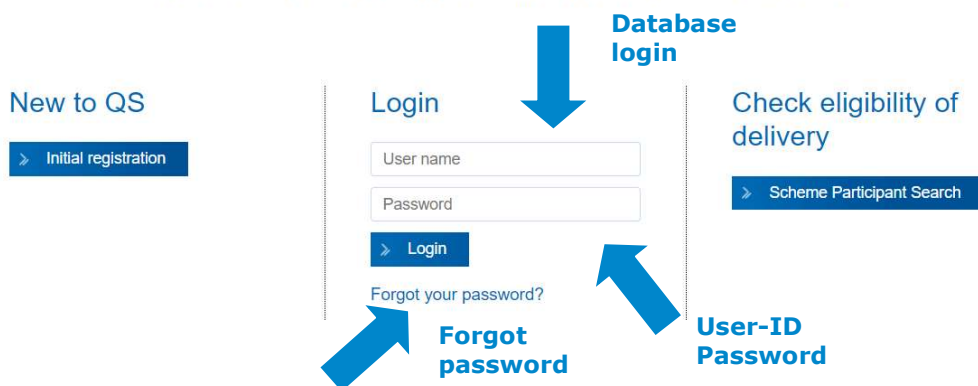 Database
login
New to QS
Initial registration
Login
User name
Password
Login
Forgot your password?
Check eligibility of
delivery
Scheme Participant Search
Forgot
password
User-ID
Password